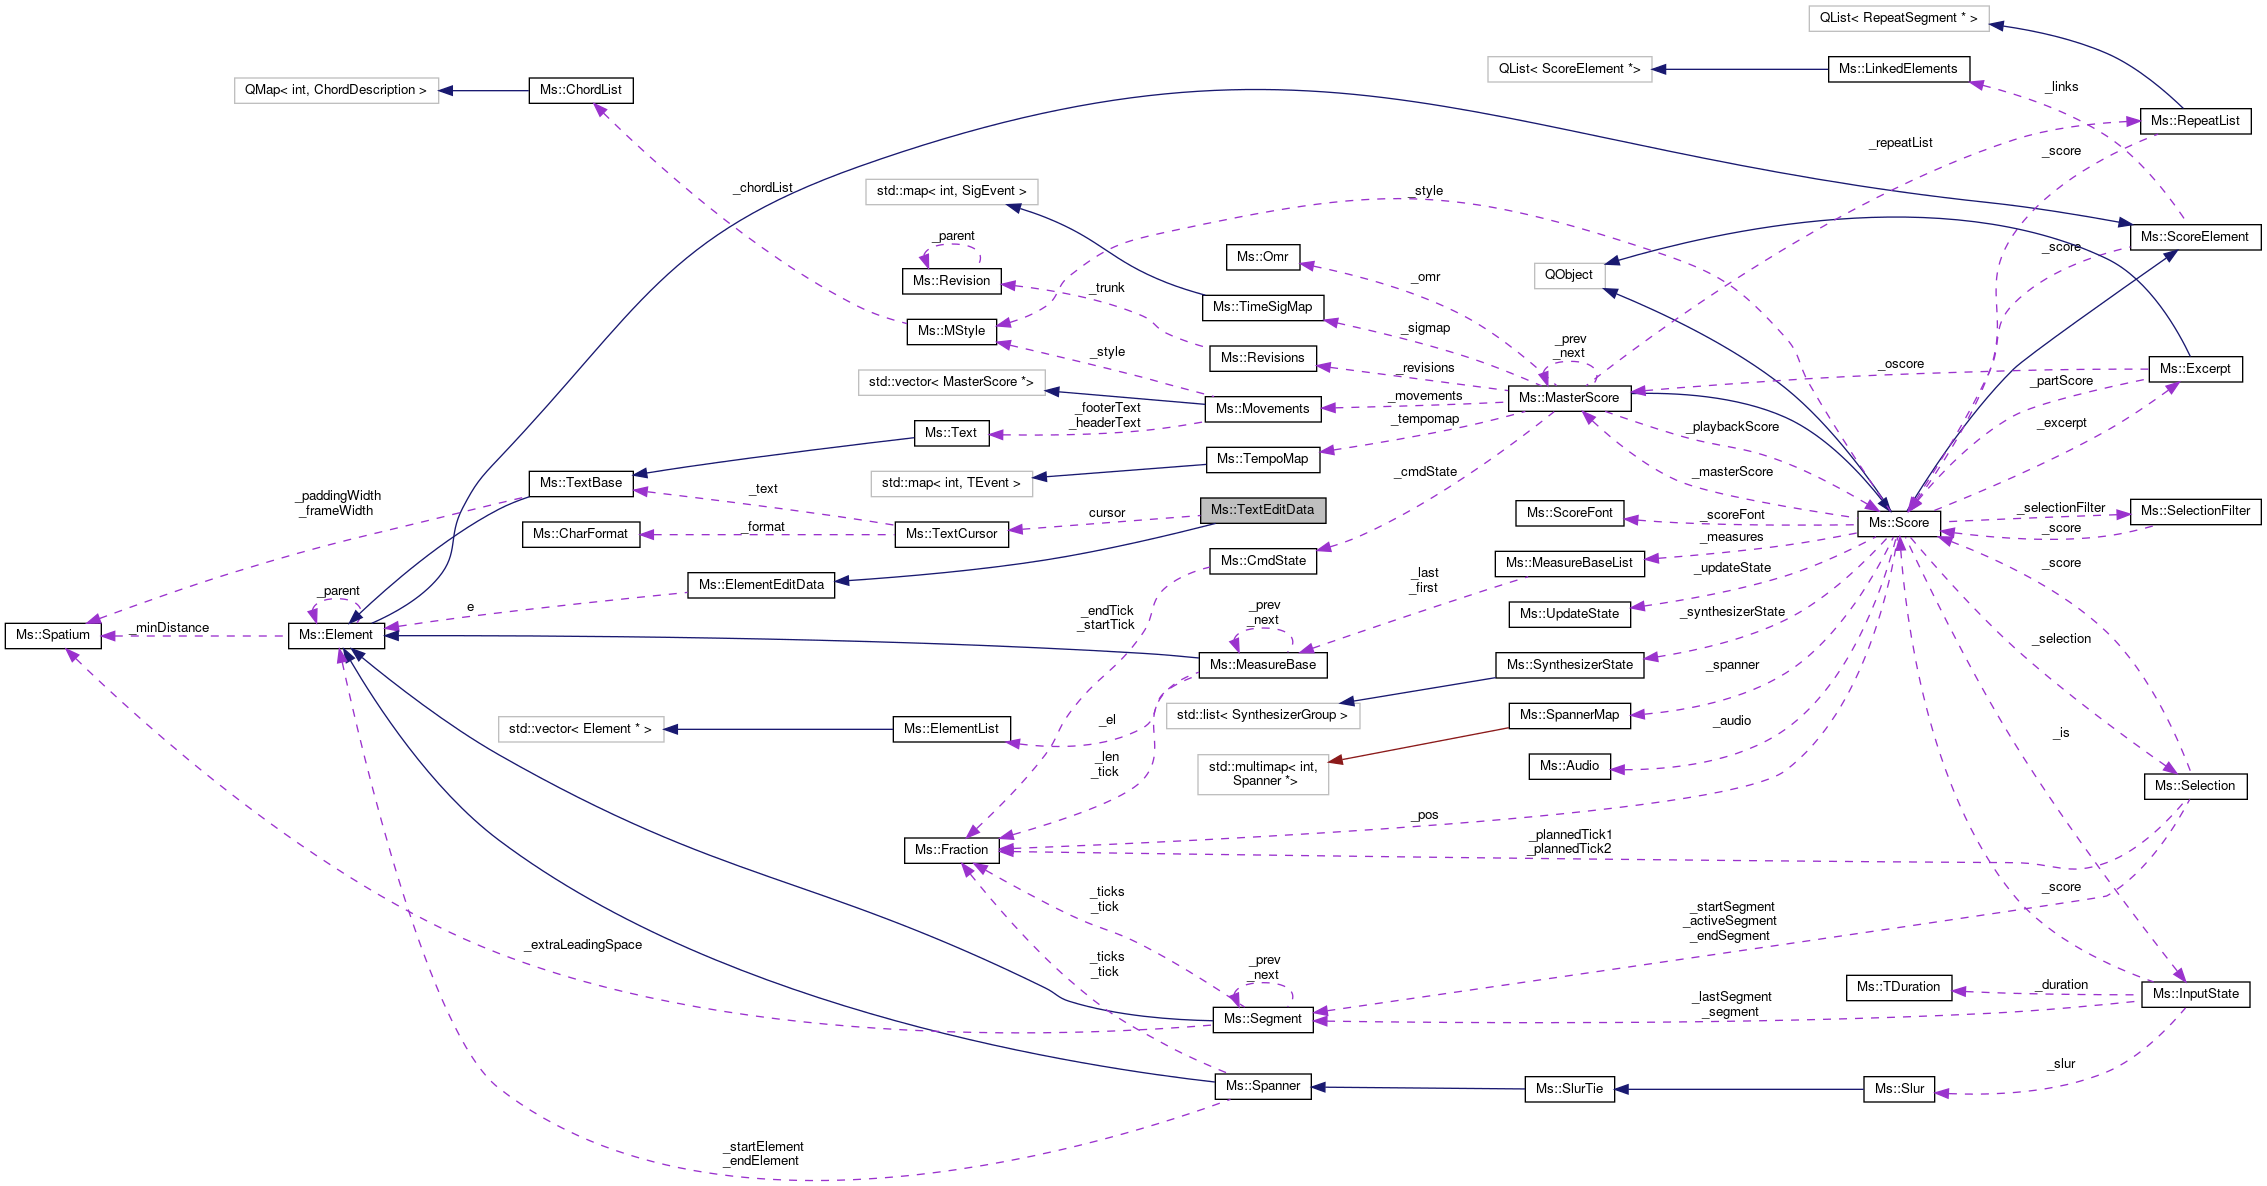 QList< RepeatSegment * >
QList< ScoreElement *>
Ms::LinkedElements
QMap< int, ChordDescription >
Ms::ChordList
_links
Ms::RepeatList
_repeatList
_score
_chordList
std::map< int, SigEvent >
_style
_parent
Ms::ScoreElement
_score
Ms::Omr
QObject
Ms::Revision
_omr
_trunk
Ms::TimeSigMap
Ms::MStyle
_sigmap
_prev
_next
_style
Ms::Revisions
_revisions
_oscore
Ms::Excerpt
std::vector< MasterScore *>
_partScore
_movements
Ms::MasterScore
_footerText
_headerText
Ms::Movements
_tempomap
_playbackScore
_excerpt
Ms::Text
Ms::TempoMap
_masterScore
_cmdState
Ms::TextBase
std::map< int, TEvent >
_text
_paddingWidth
_frameWidth
Ms::TextEditData
cursor
Ms::ScoreFont
_scoreFont
Ms::Score
_selectionFilter
Ms::SelectionFilter
_score
Ms::CharFormat
_format
Ms::TextCursor
_measures
Ms::CmdState
Ms::MeasureBaseList
_score
_last
_first
_updateState
Ms::ElementEditData
_parent
e
_endTick
_startTick
_prev
_next
Ms::UpdateState
_synthesizerState
Ms::Spatium
_minDistance
Ms::Element
_selection
Ms::MeasureBase
Ms::SynthesizerState
_spanner
std::vector< Element * >
Ms::ElementList
_el
std::list< SynthesizerGroup >
Ms::SpannerMap
_audio
_is
_len
_tick
std::multimap< int,
Spanner *>
Ms::Audio
Ms::Selection
_pos
Ms::Fraction
_plannedTick1
_plannedTick2
_ticks
_tick
_score
_startSegment
_activeSegment
_endSegment
_extraLeadingSpace
_ticks
_tick
_prev
_next
Ms::TDuration
_duration
Ms::InputState
_lastSegment
_segment
Ms::Segment
_slur
Ms::Spanner
Ms::SlurTie
Ms::Slur
_startElement
_endElement